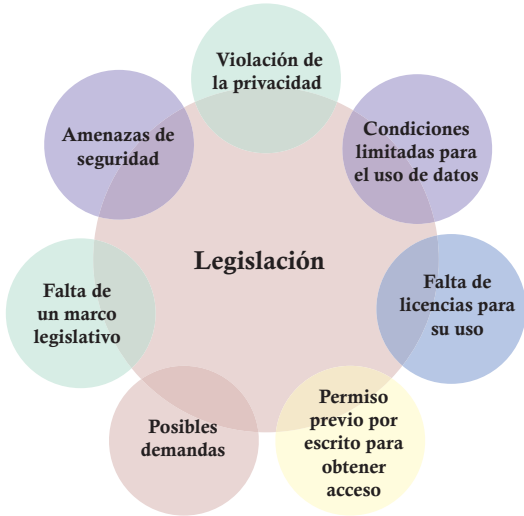 Violación de
la privacidad
Condiciones
limitadas para
el uso de datos
Falta de
licencias para
su uso
Permiso
previo por
escrito para
obtener
acceso
Posibles
demandas
Falta de
un marco
legislativo
Amenazas de
seguridad
Legislación